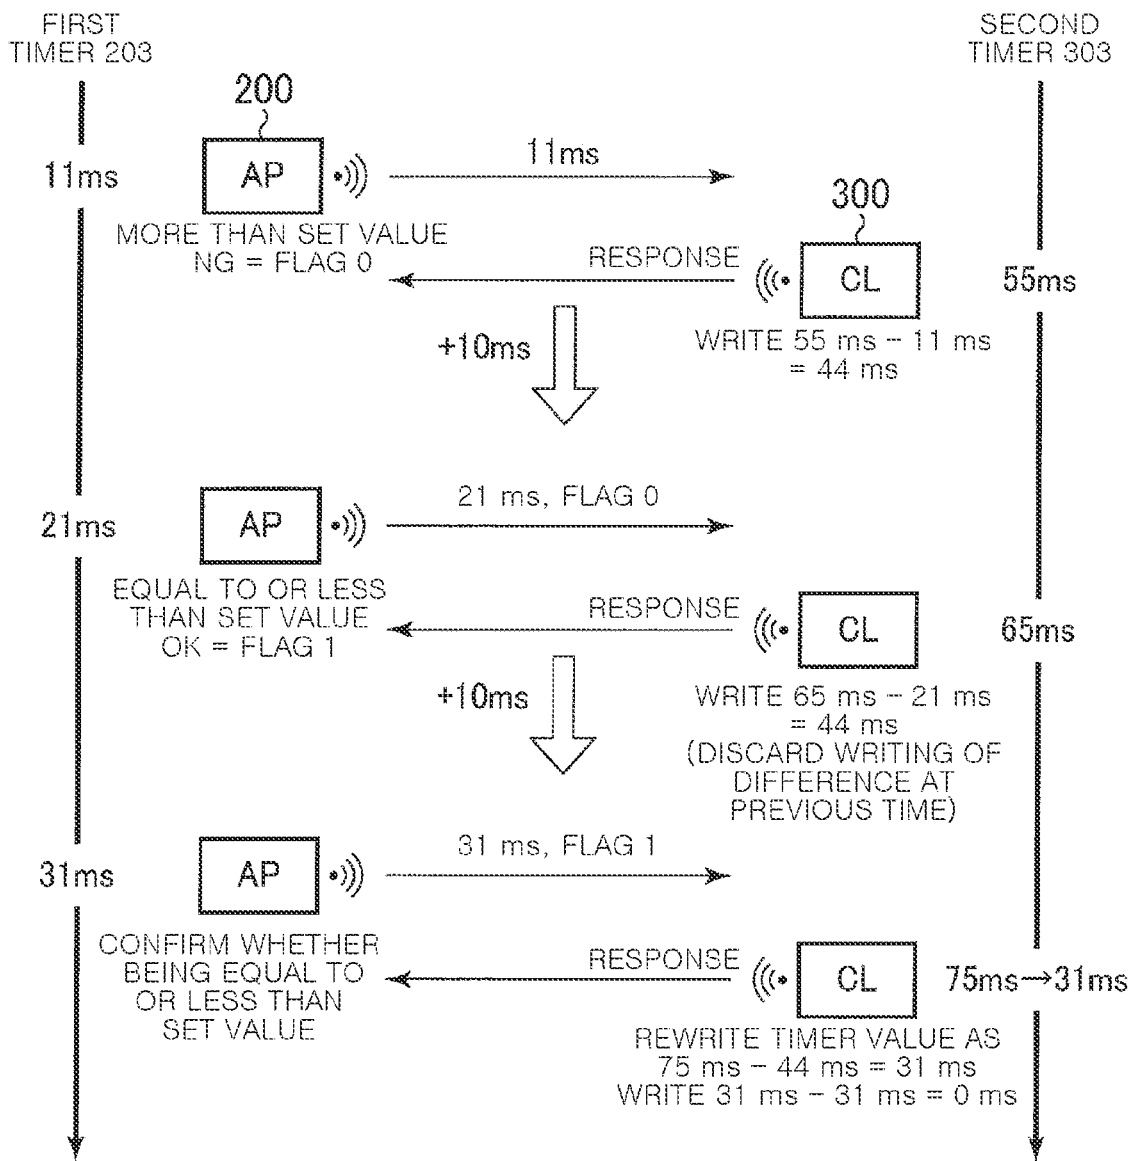 FIRST
TIMER 203
SECOND
TIMER 303
200
11ms
AP
11ms
300
MORE THAN SET VALUE
NG = FLAG 0
RESPONSE
CL
55ms
+10ms
WRITE 55 ms – 11 ms
= 44 ms
21ms
AP
21 ms, FLAG 0
EQUAL TO OR LESS
THAN SET VALUE
OK = FLAG 1
RESPONSE
CL
65ms
+10ms
WRITE 65 ms – 21 ms
= 44 ms
(DISCARD WRITING OF
DIFFERENCE AT
PREVIOUS TIME)
31ms
AP
31 ms, FLAG 1
CONFIRM WHETHER
BEING EQUAL TO
OR LESS THAN
SET VALUE
RESPONSE
CL
75ms→31ms
REWRITE TIMER VALUE AS
75 ms – 44 ms = 31 ms
WRITE 31 ms – 31 ms = 0 ms